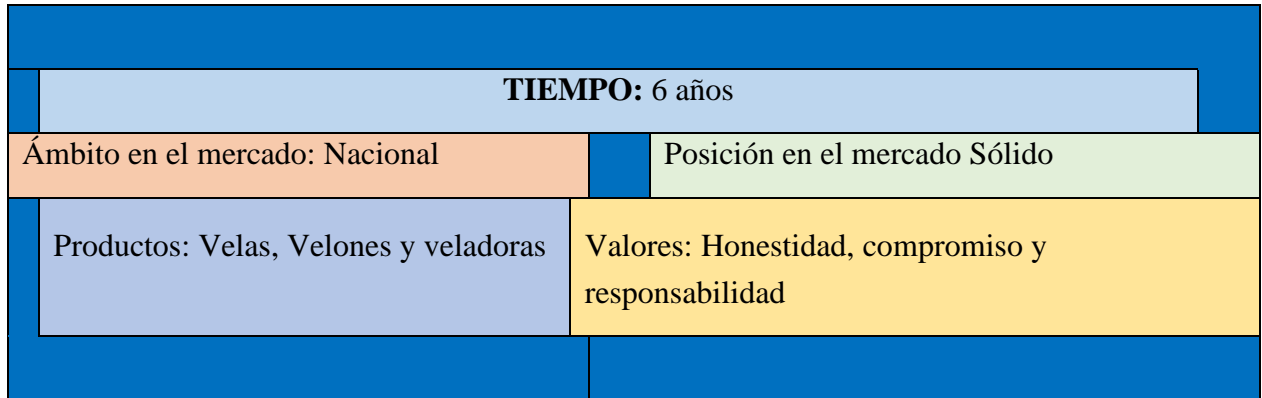 TIEMPO: 6 años
Ámbito en el mercado: Nacional
Posición en el mercado Sólido
Productos: Velas, Velones y veladoras
Valores: Honestidad, compromiso y
responsabilidad